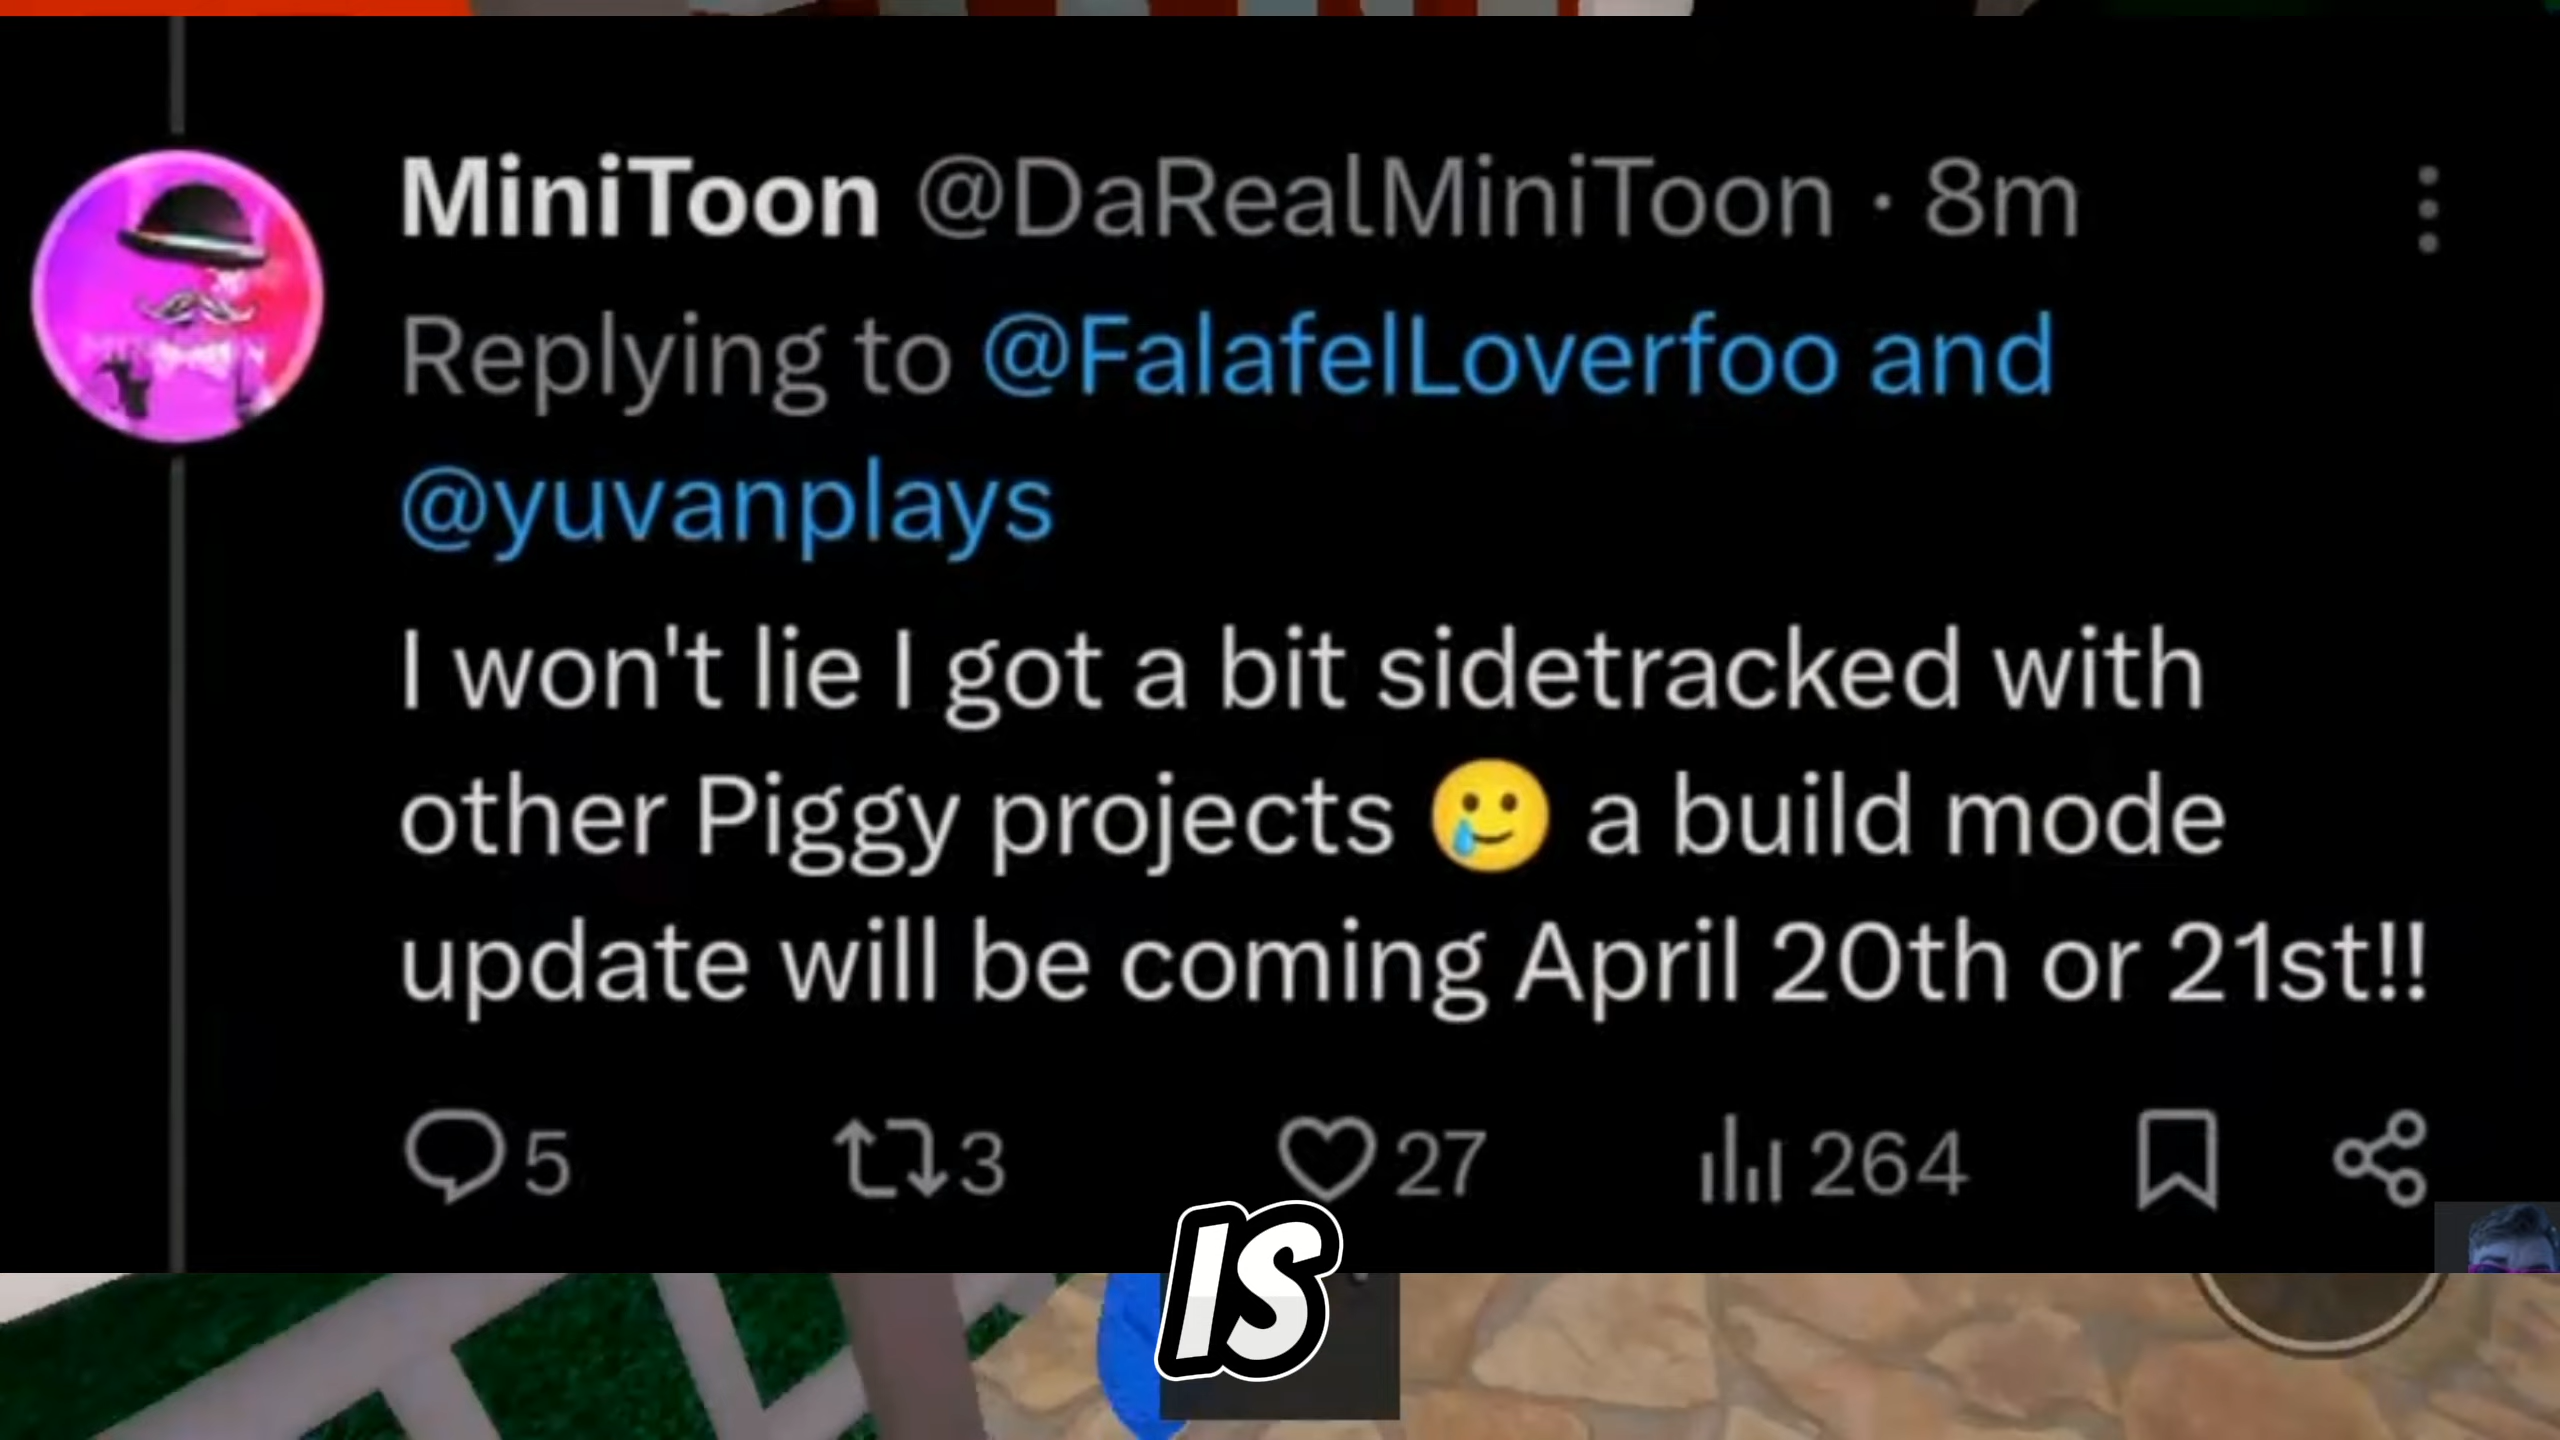 MiniToon @DaRealMiniToon · 8m
Replying to @FalafelLoverfoo and
@yuvanplays
I won't lie I got a bit sidetracked with
other Piggy projects 🥲 a build mode
update will be coming April 20th or 21st!!
5 3 27 264
IS